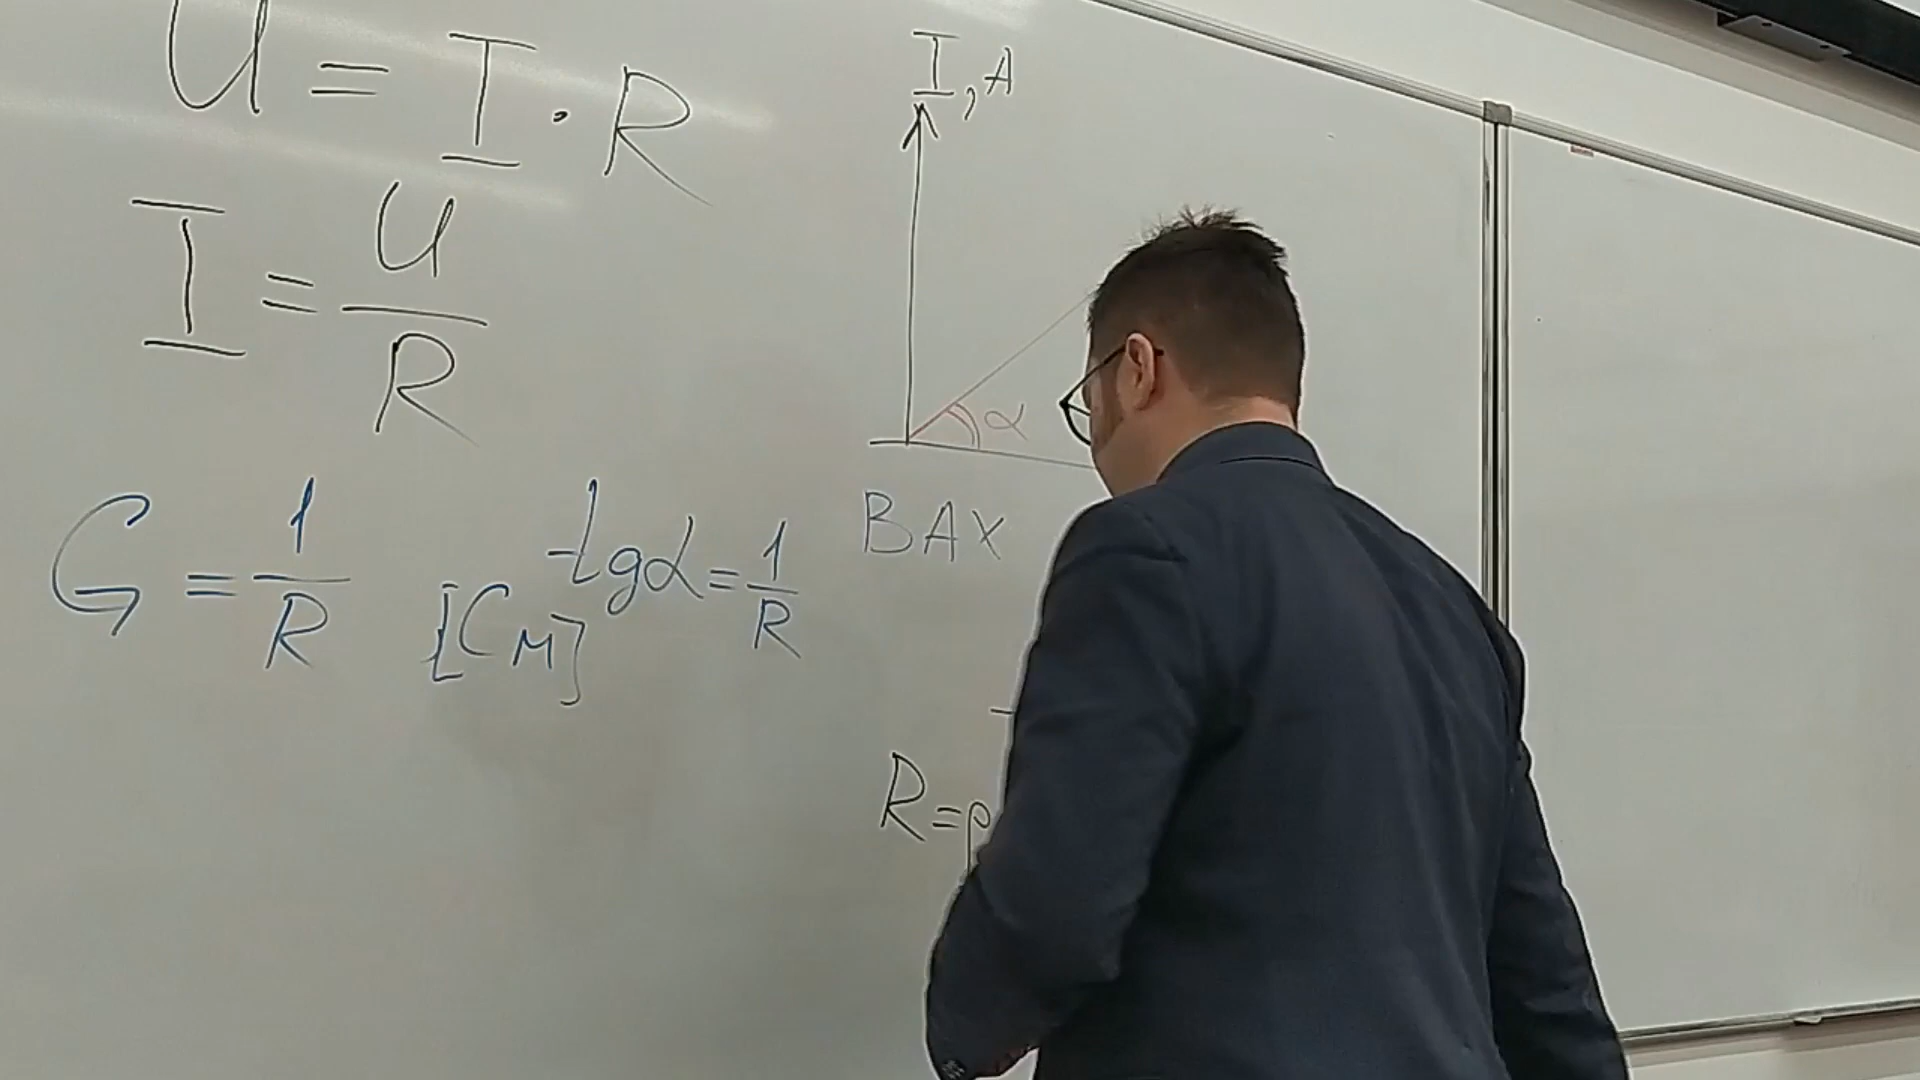 U = I · R
I = U/R
G = 1/R [См] tgα = 1/R
I, A
α
ВАХ
R = ρ